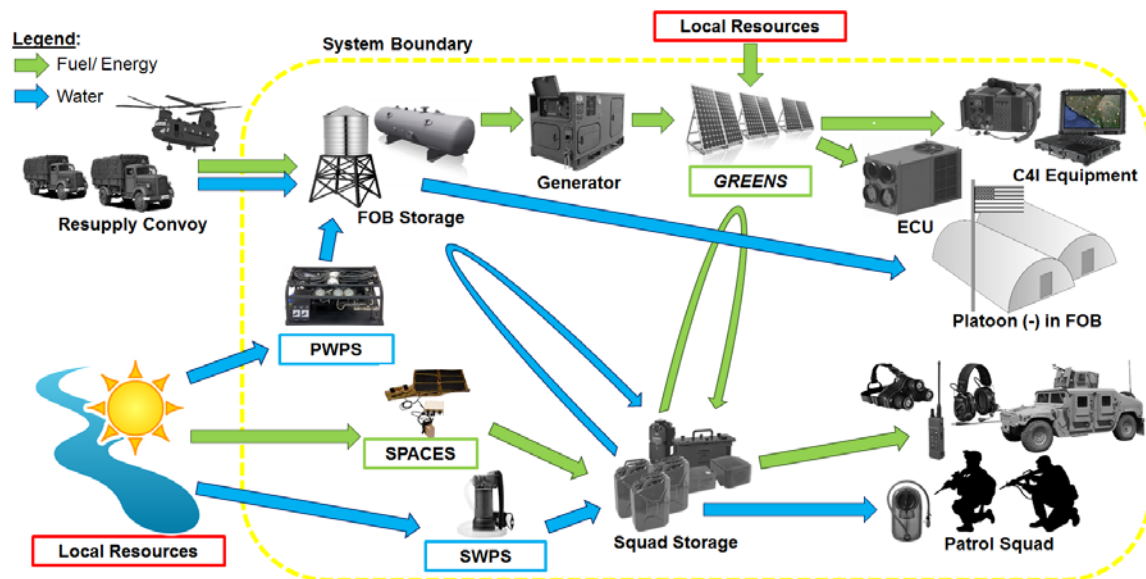 Legend:
Fuel/ Energy
Water
System Boundary
Local Resources
Resupply Convoy
FOB Storage
Generator
GREENS
ECU
C4I Equipment
Platoon (-) in FOB
PWPS
SPACES
SWPS
Squad Storage
Patrol Squad
Local Resources